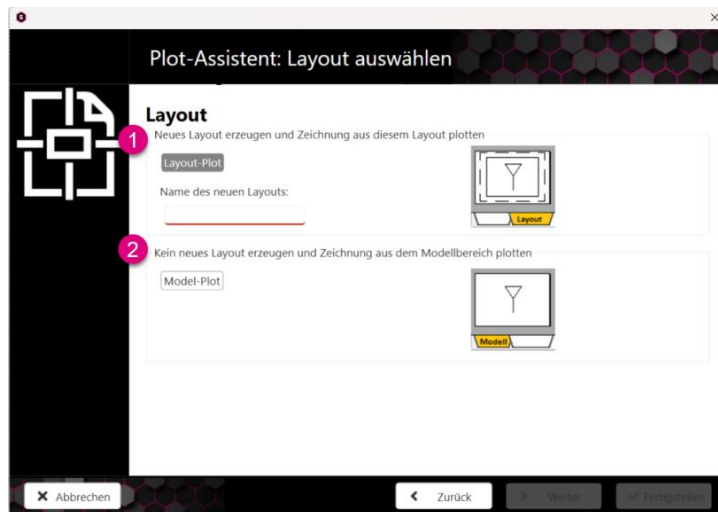 Plot-Assistent: Layout auswählen
Layout
1
Neues Layout erzeugen und Zeichnung aus diesem Layout plotten
Layout-Plot
Name des neuen Layouts:
Layout
2
Kein neues Layout erzeugen und Zeichnung aus dem Modellbereich plotten
Model-Plot
Modell
Abbrechen
Zurück
Weiter
Fertigstellen